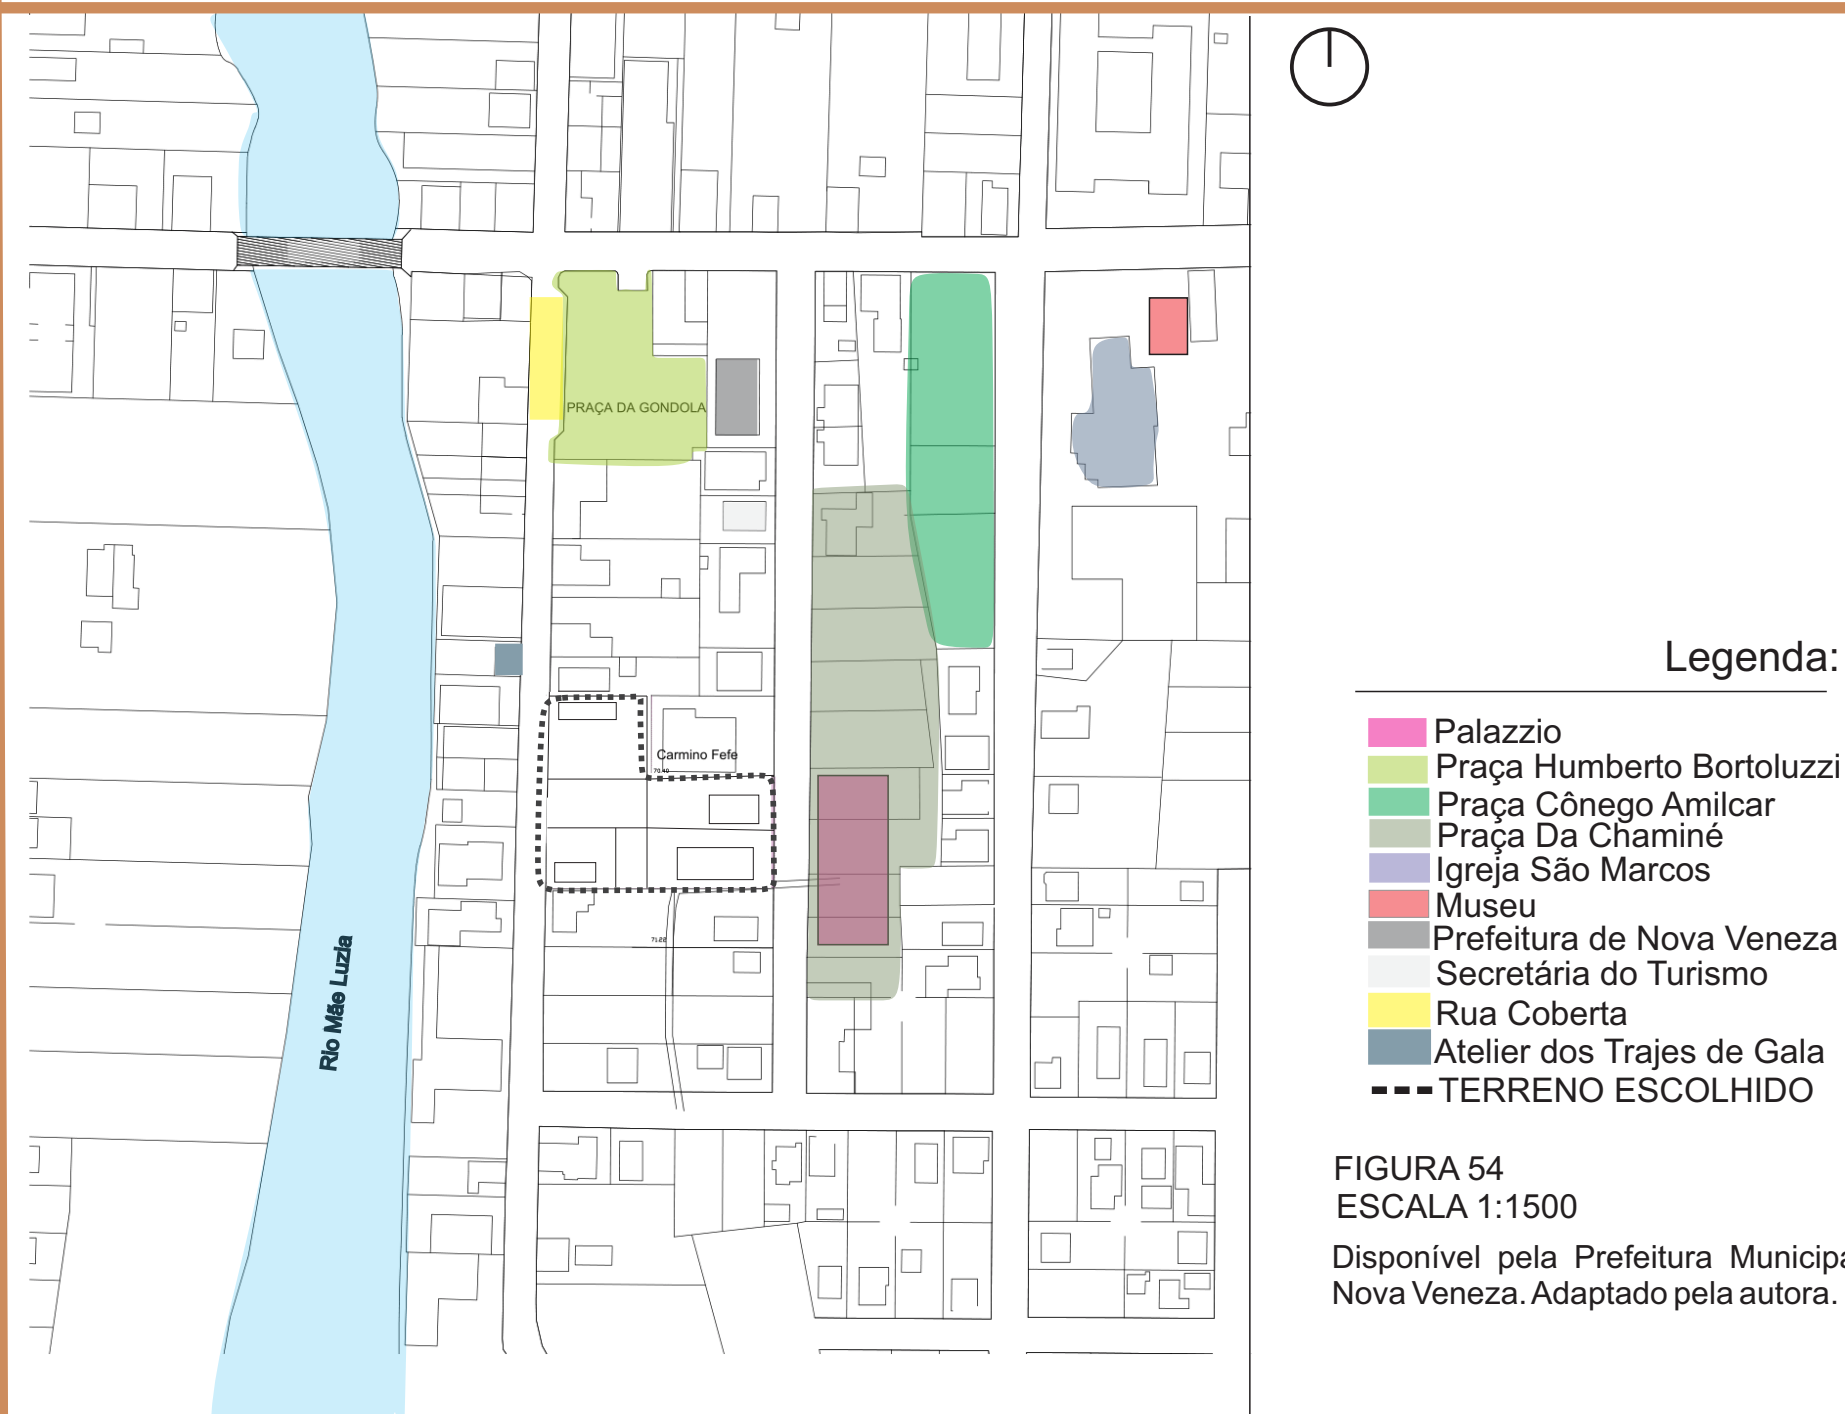 PRAÇA DA GONDOLA
Carmino Fefe
70.40
Rio Mãe Luzia
Legenda:
Palazzio
Praça Humberto Bortoluzzi
Praça Cônego Amilcar
Praça Da Chaminé
Igreja São Marcos
Museu
Prefeitura de Nova Veneza
Secretária do Turismo
Rua Coberta
Atelier dos Trajes de Gala
TERRENO ESCOLHIDO
FIGURA 54
ESCALA 1:1500
Disponível pela Prefeitura Municipa
Nova Veneza. Adaptado pela autora.